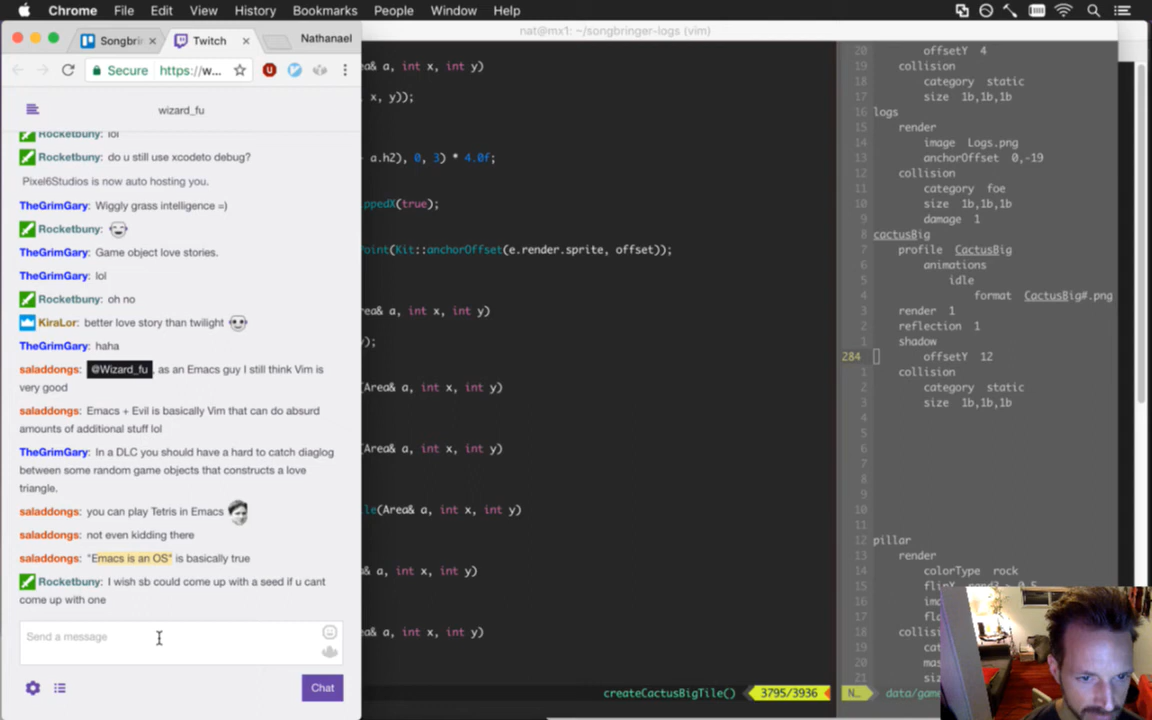 Chrome File Edit View History Bookmarks People Window Help
Songbri
Twitch
Nathanael
nat@mx1: ~/songbringer-logs (vim)
Secure https://w...
wizard_fu
Rocketbuny: lol
Rocketbuny: do u still use xcodeto debug?
Pixel6Studios is now auto hosting you.
TheGrimGary: Wiggly grass intelligence =)
Rocketbuny:
TheGrimGary: Game object love stories.
TheGrimGary: lol
Rocketbuny: oh no
KiraLor: better love story than twilight
TheGrimGary: haha
saladdongs: @Wizard_fu, as an Emacs guy I still think Vim is
very good
saladdongs: Emacs + Evil is basically Vim that can do absurd
amounts of additional stuff lol
TheGrimGary: In a DLC you should have a hard to catch diaglog
between some random game objects that constructs a love
triangle.
saladdongs: you can play Tetris in Emacs
saladdongs: not even kidding there
saladdongs: "Emacs is an OS" is basically true
Rocketbuny: I wish sb could come up with a seed if u cant
come up with one
Send a message
Chat
ea& a, int x, int y)
x, y));
a.h2), 0, 3) * 4.0f;
ppedX(true);
Point(Kit::anchorOffset(e.render.sprite, offset));
ea& a, int x, int y)
y);
(Area& a, int x, int y)
(Area& a, int x, int y)
le(Area& a, int x, int y)
& a, int x, int y)
ea& a, int x, int y)
createCactusBigTile() 3795/3936
20 offsetY 4
19 collision
18 category static
17 size 1b,1b,1b
16 logs
15 render
14 image Logs.png
13 anchorOffset 0,-19
12 collision
11 category foe
10 size 1b,1b,1b
9 damage 1
8 cactusBig
7 profile CactusBig
6 animations
5 idle
4 format CactusBig#.png
3 render 1
2 reflection 1
1 shadow
284 offsetY 12
1 collision
2 category static
3 size 1b,1b,1b
4
5
6
7
8
9
10
11
12 pillar
13 render
14 colorType rock
15 flipX rand2 > 0.5
16 im
17 fl
18 collis
19 cat
20 mas
21 si
N... data/gam